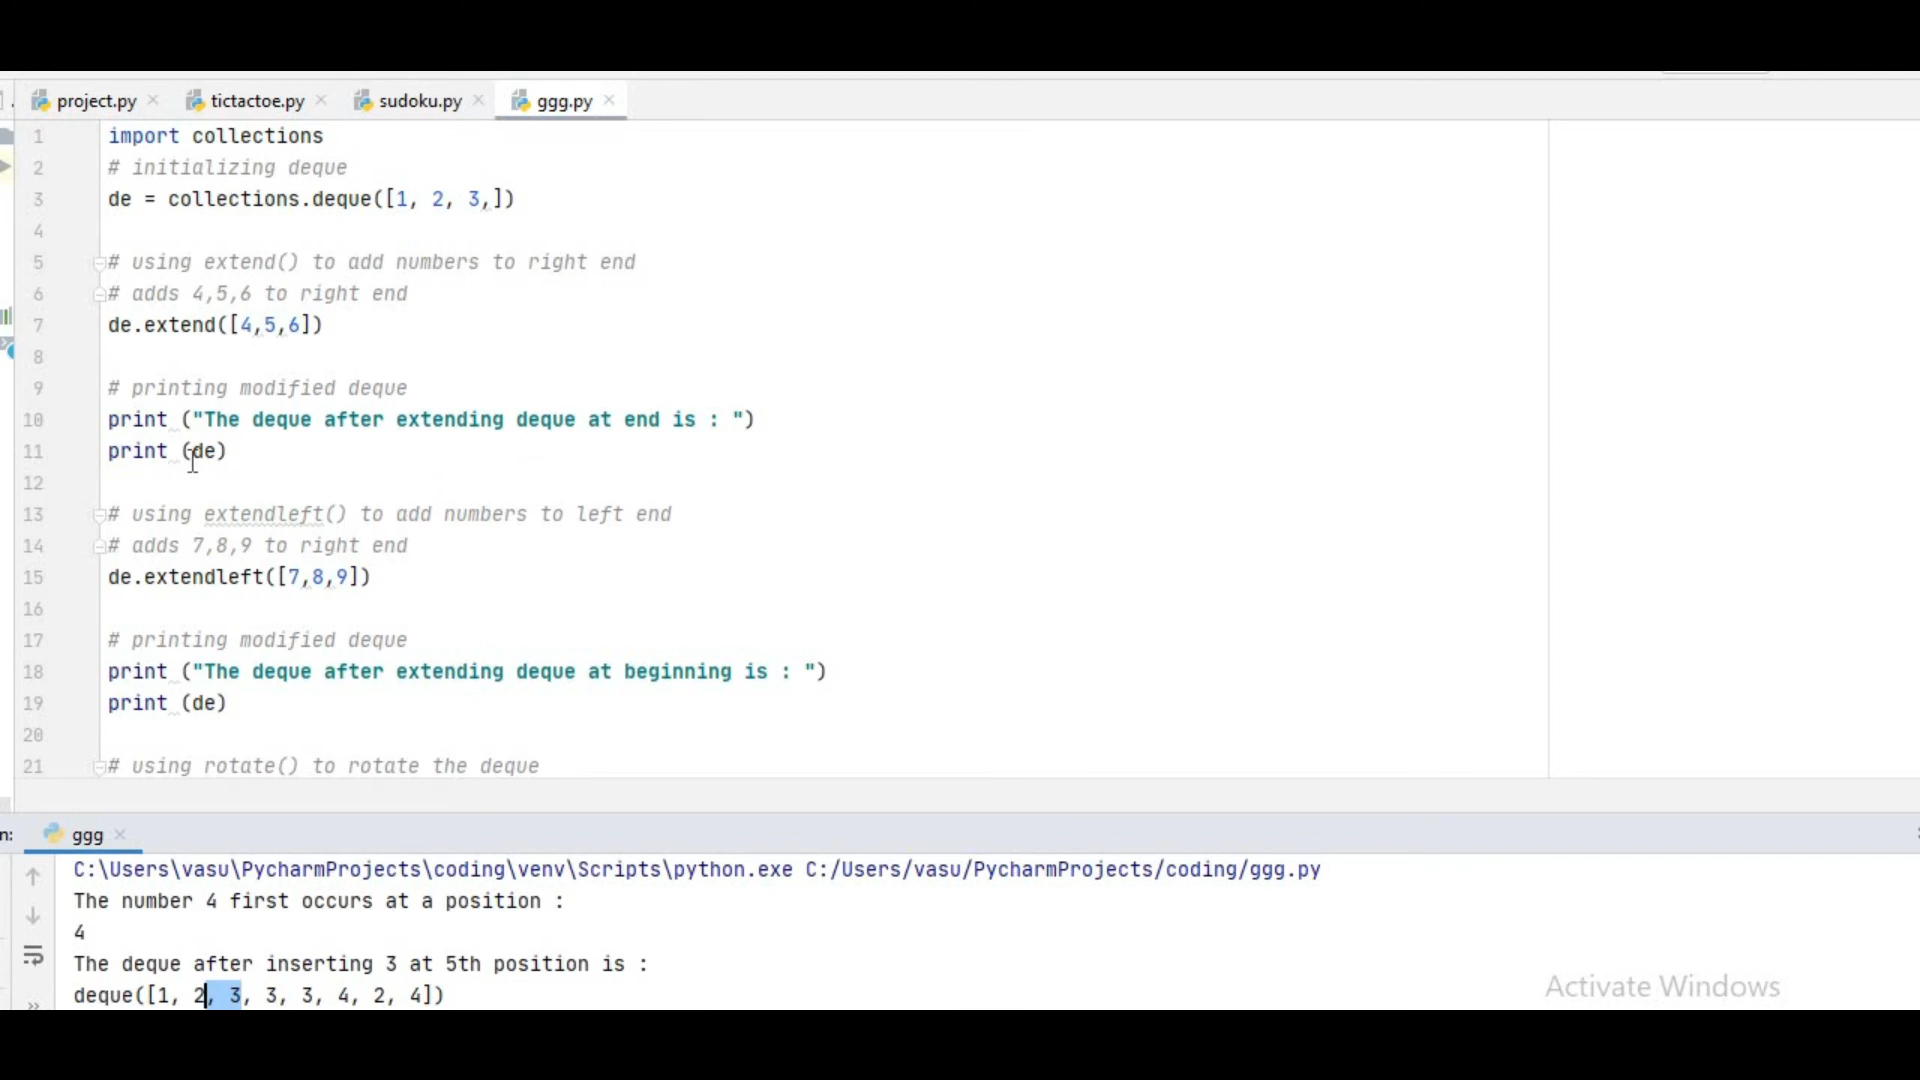 project.py tictactoe.py sudoku.py ggg.py
1 import collections
2 # initializing deque
3 de = collections.deque([1, 2, 3,])
4
5 # using extend() to add numbers to right end
6 # adds 4,5,6 to right end
7 de.extend([4,5,6])
8
9 # printing modified deque
10 print ("The deque after extending deque at end is : ")
11 print (de)
12
13 # using extendleft() to add numbers to left end
14 # adds 7,8,9 to right end
15 de.extendleft([7,8,9])
16
17 # printing modified deque
18 print ("The deque after extending deque at beginning is : ")
19 print (de)
20
21 # using rotate() to rotate the deque
n: ggg
C:\Users\vasu\PycharmProjects\coding\venv\Scripts\python.exe C:/Users/vasu/PycharmProjects/coding/ggg.py
The number 4 first occurs at a position :
4
The deque after inserting 3 at 5th position is :
deque([1, 2, 3, 3, 3, 4, 2, 4])
Activate Windows